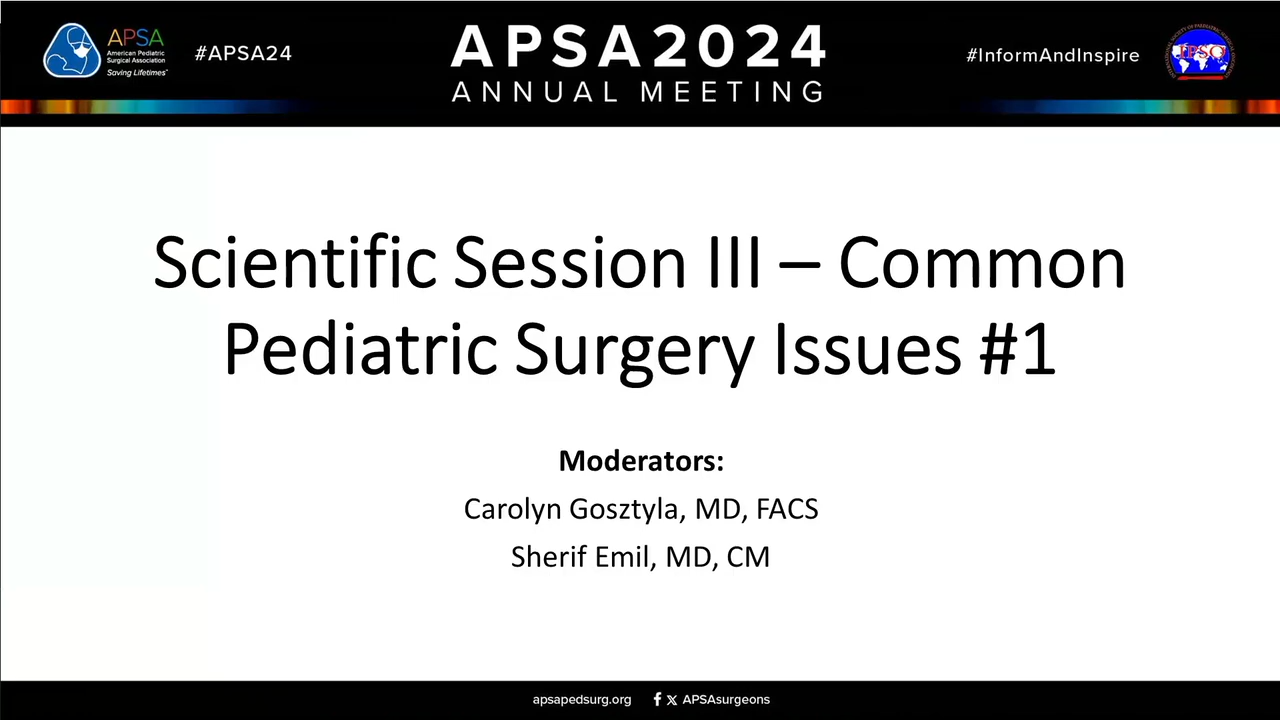 APSA
American Pediatric
Surgical Association
Saving Lifetimes
#APSA24
APSA2024
ANNUAL MEETING
#InformAndInspire
IPSO
Scientific Session III – Common
Pediatric Surgery Issues #1
Moderators:
Carolyn Gosztyla, MD, FACS
Sherif Emil, MD, CM
apsapedsurg.org
APSAsurgeons